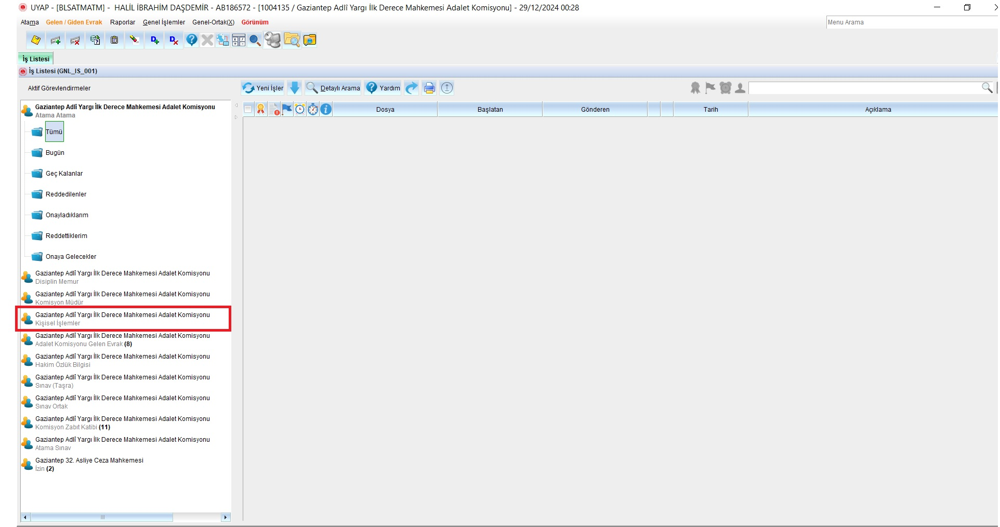 UYAP - [BLSATMATM] - HALİL İBRAHİM DAŞDEMİR - AB186572 - [1004135 / Gaziantep Adlî Yargı İlk Derece Mahkemesi Adalet Komisyonu] - 29/12/2024 00:28
Atama Gelen / Giden Evrak Raporlar Genel İşlemler Genel-Ortak(X) Görünüm Menu Arama
İş Listesi
İş Listesi (GNL_IS_001)
Aktif Görevlendirmeler Yeni İşler Detaylı Arama Yardım
Dosya Başlatan Gönderen Tarih Açıklama
Gaziantep Adlî Yargı İlk Derece Mahkemesi Adalet Komisyonu
Atama Atama
Tümü
Bugün
Geç Kalanlar
Reddedilenler
Onayladıklarım
Reddettiklerim
Onaya Gelecekler
Gaziantep Adlî Yargı İlk Derece Mahkemesi Adalet Komisyonu
Disiplin Memur
Gaziantep Adlî Yargı İlk Derece Mahkemesi Adalet Komisyonu
Komisyon Müdür
Gaziantep Adlî Yargı İlk Derece Mahkemesi Adalet Komisyonu
Kişisel İşlemler
Gaziantep Adlî Yargı İlk Derece Mahkemesi Adalet Komisyonu
Adalet Komisyonu Gelen Evrak (8)
Gaziantep Adlî Yargı İlk Derece Mahkemesi Adalet Komisyonu
Hakim Özlük Bilgisi
Gaziantep Adlî Yargı İlk Derece Mahkemesi Adalet Komisyonu
Sınav (Taşra)
Gaziantep Adlî Yargı İlk Derece Mahkemesi Adalet Komisyonu
Sınav Ortak
Gaziantep Adlî Yargı İlk Derece Mahkemesi Adalet Komisyonu
Komisyon Zabıt Katibi (11)
Gaziantep Adlî Yargı İlk Derece Mahkemesi Adalet Komisyonu
Atama Sınav
Gaziantep 32. Asliye Ceza Mahkemesi
İzin (2)